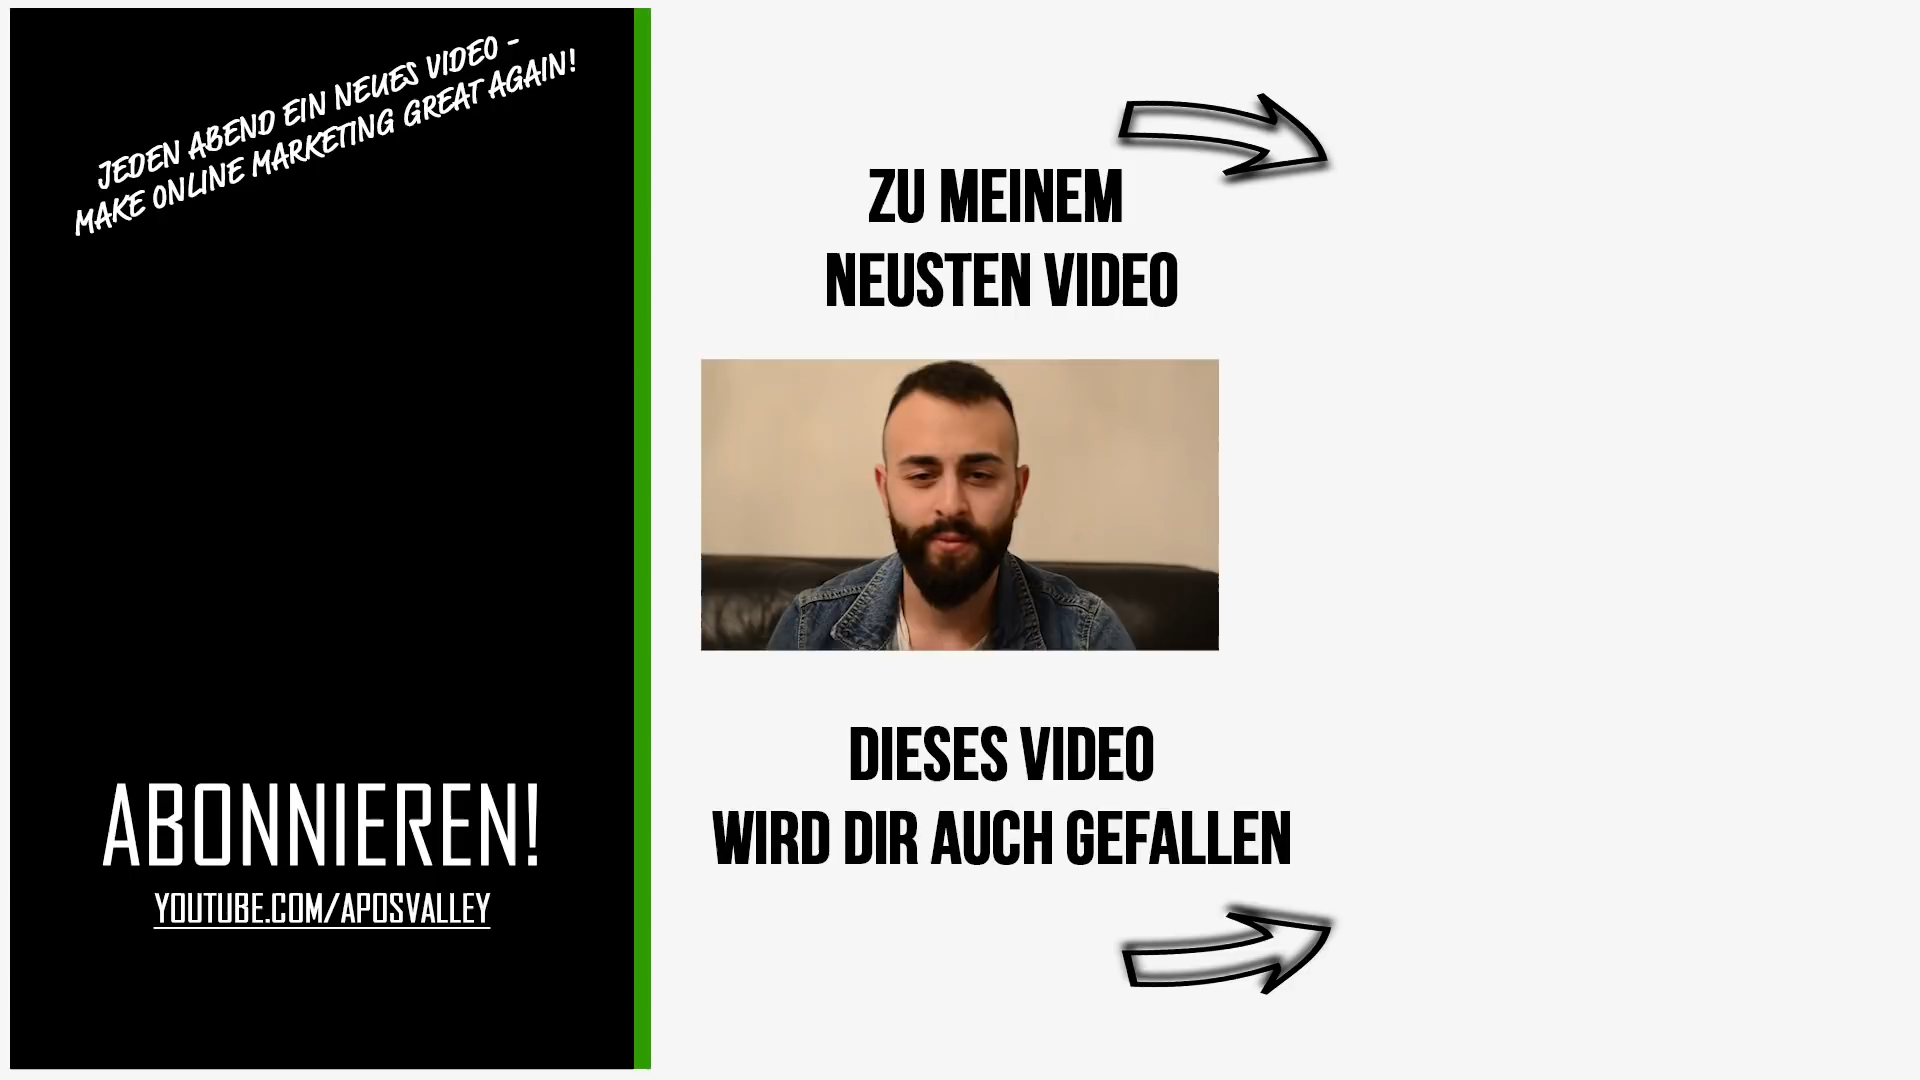 JEDEN ABEND EIN NEUES VIDEO -
MAKE ONLINE MARKETING GREAT AGAIN!
ABONNIEREN!
YOUTUBE.COM/APOSVALLEY
ZU MEINEM
NEUSTEN VIDEO
DIESES VIDEO
WIRD DIR AUCH GEFALLEN